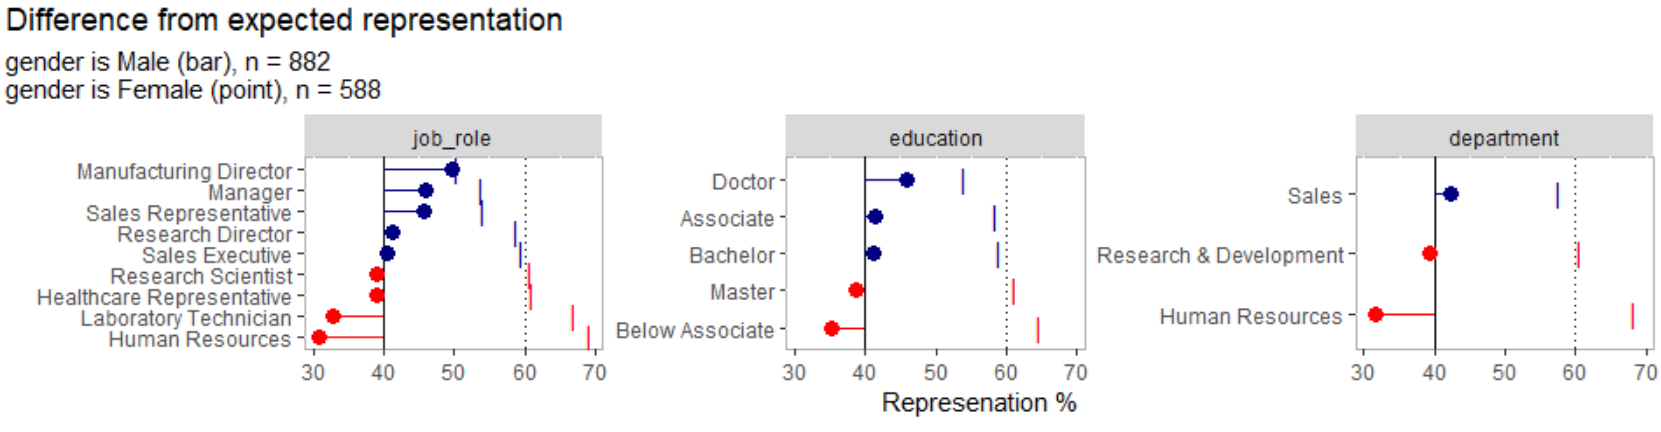 Difference from expected representation
gender is Male (bar), n = 882
gender is Female (point), n = 588
job_role
Manufacturing Director
Manager
Sales Representative
Research Director
Sales Executive
Research Scientist
Healthcare Representative
Laboratory Technician
Human Resources
30 40 50 60 70
education
Doctor
Associate
Bachelor
Master
Below Associate
30 40 50 60 70
department
Sales
Research & Development
Human Resources
30 40 50 60 70
Represenation %